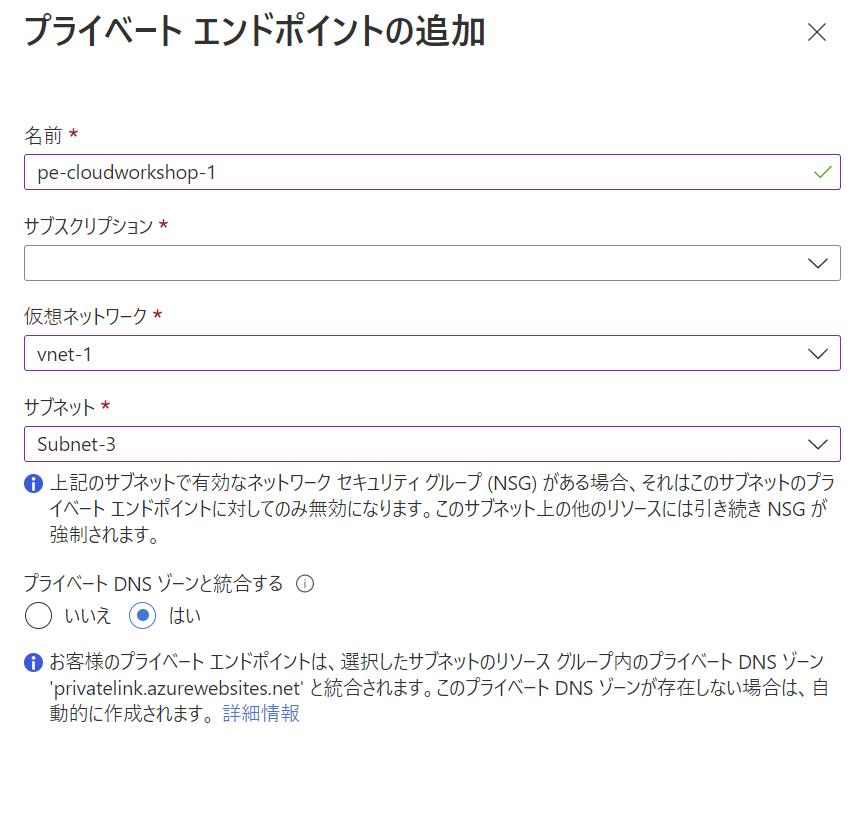 プライベート エンドポイントの追加
名前 *
pe-cloudworkshop-1
サブスクリプション *
仮想ネットワーク *
vnet-1
サブネット *
Subnet-3
上記のサブネットで有効なネットワーク セキュリティ グループ (NSG) がある場合、それはこのサブネットのプラ
イベート エンドポイントに対してのみ無効になります。このサブネット上の他のリソースには引き続き NSG が
強制されます。
プライベート DNS ゾーンと統合する
いいえ はい
お客様のプライベート エンドポイントは、選択したサブネットのリソース グループ内のプライベート DNS ゾーン
'privatelink.azurewebsites.net' と統合されます。このプライベート DNS ゾーンが存在しない場合は、自
動的に作成されます。 詳細情報